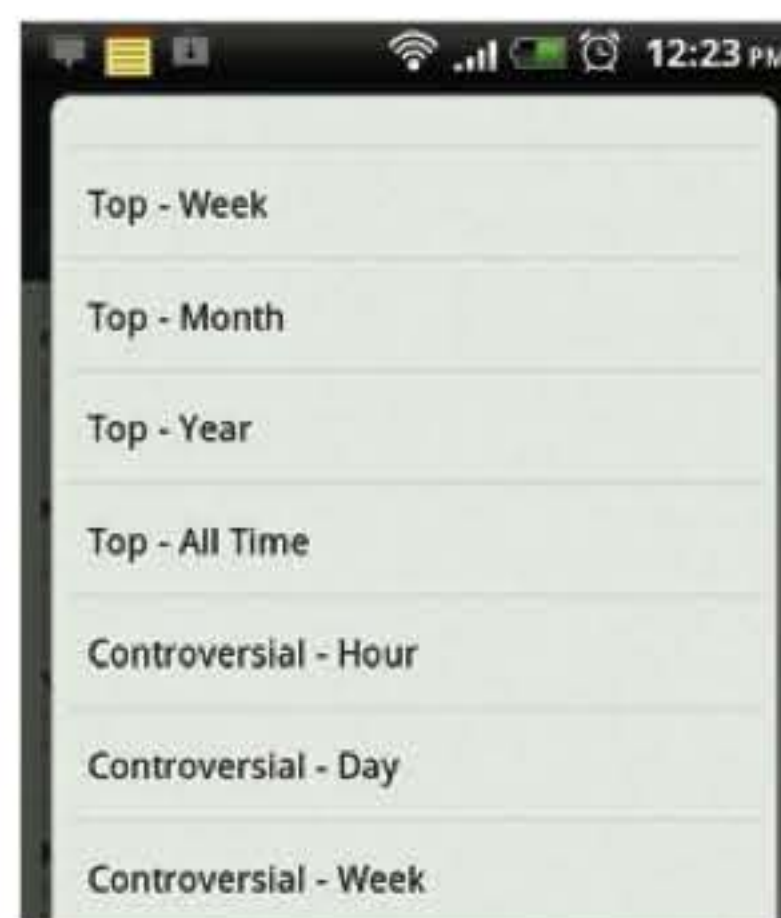 12:23 PM
Top - Week
Top - Month
Top - Year
Top - All Time
Controversial - Hour
Controversial - Day
Controversial - Week